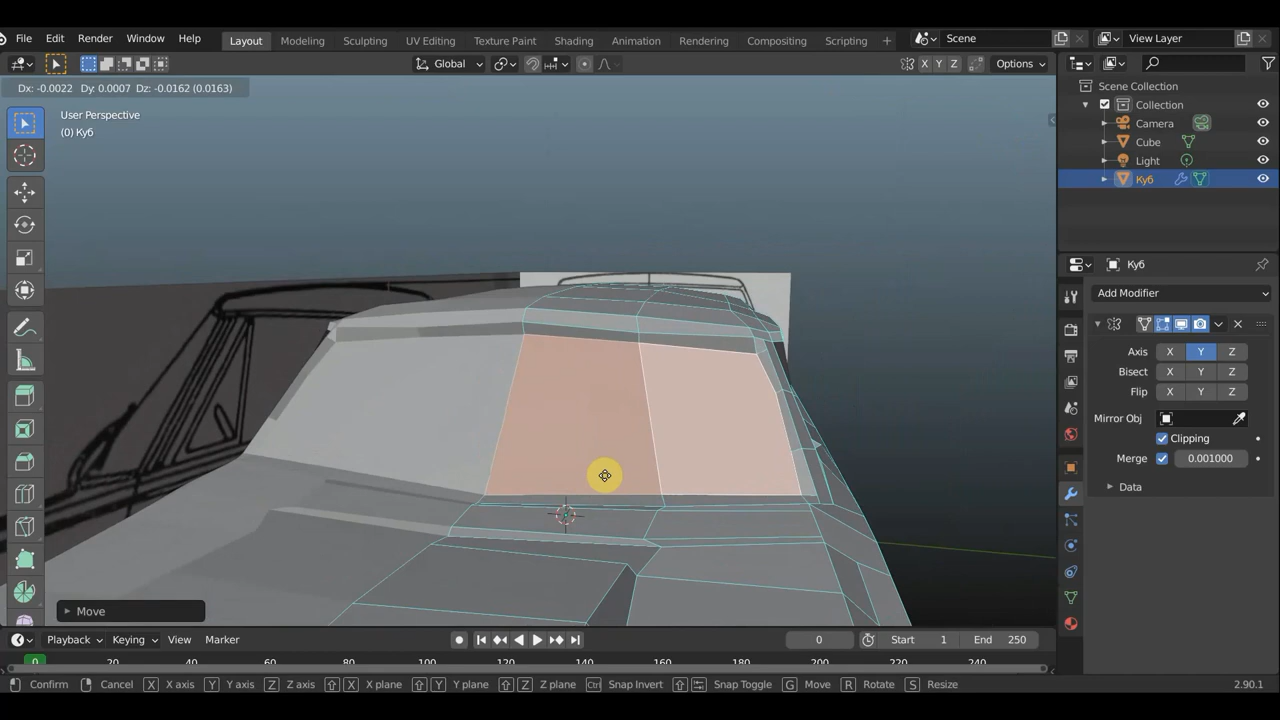 File Edit Render Window Help Layout Modeling Sculpting UV Editing Texture Paint Shading Animation Rendering Compositing Scripting + Scene View Layer
Global X Y Z Options
Dx: -0.0022 Dy: 0.0007 Dz: -0.0162 (0.0163)
User Perspective
(0) Куб
Scene Collection
Collection
Camera
Cube
Light
Куб
Куб
Add Modifier
Axis X Y Z
Bisect X Y Z
Flip X Y Z
Mirror Obj
Clipping
Merge 0.001000
Data
Move
Playback Keying View Marker 0 Start 1 End 250
0 20 40 60 80 100 120 140 160 180 200 220 240
Confirm Cancel X X axis Y Y axis Z Z axis X X plane Y Y plane Z Z plane Ctrl Snap Invert Snap Toggle G Move R Rotate S Resize 2.90.1